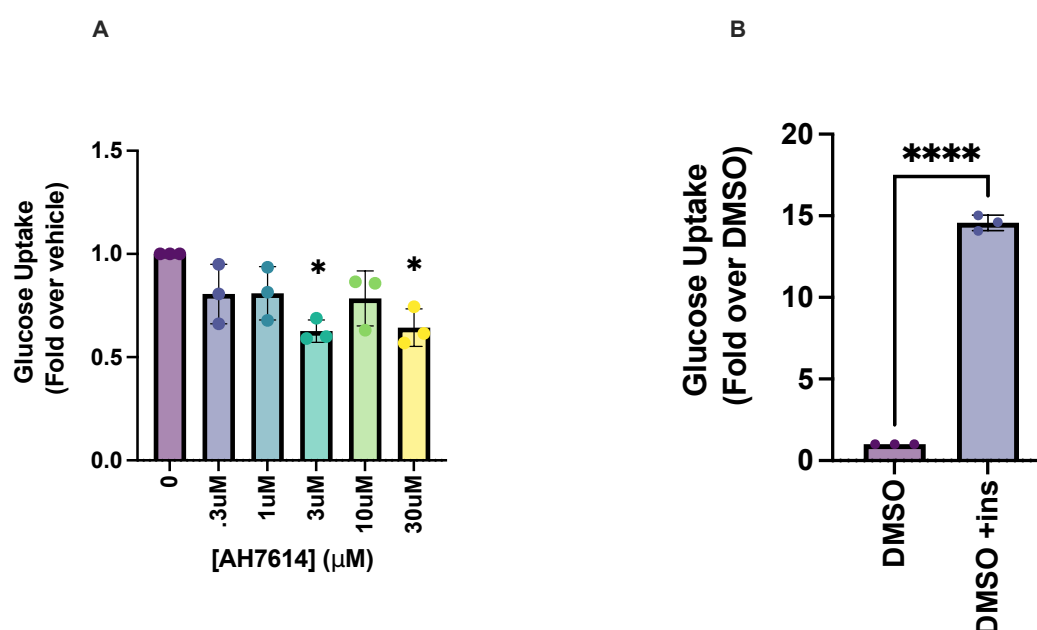 A
B
Glucose Uptake
(Fold over vehicle)
1.5
1.0
0.5
0.0
*
*
0
.3uM
1uM
3uM
10uM
30uM
[AH7614] (μM)
Glucose Uptake
(Fold over DMSO)
20
15
10
5
0
****
DMSO
DMSO +ins